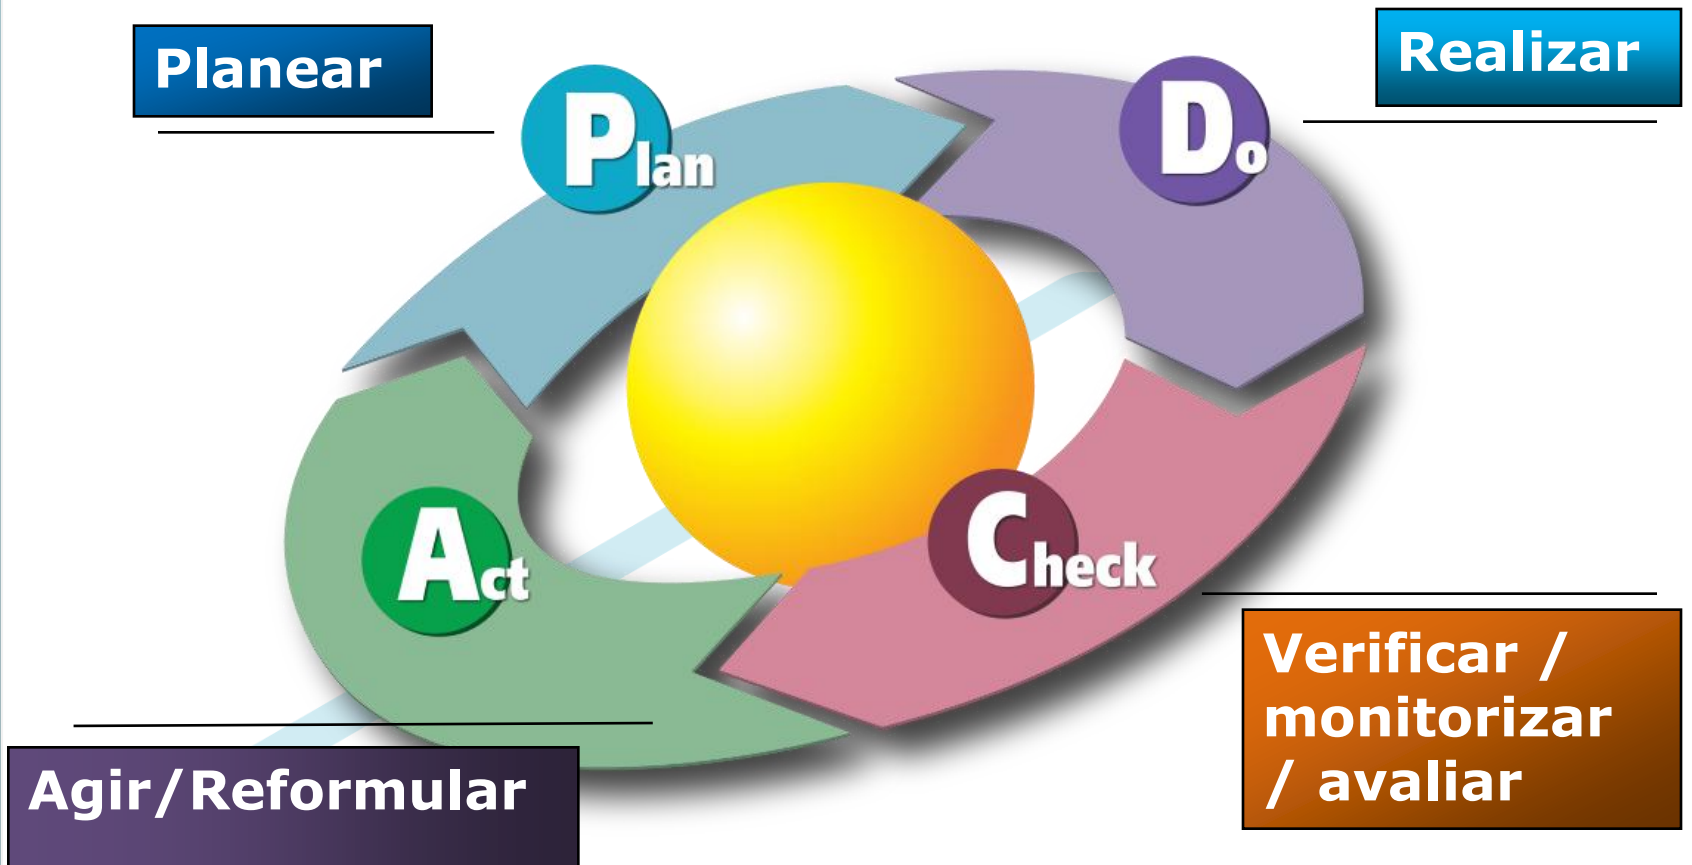 Planear
Realizar
Plan
Do
Act
Check
Verificar /
monitorizar
/ avaliar
Agir/Reformular